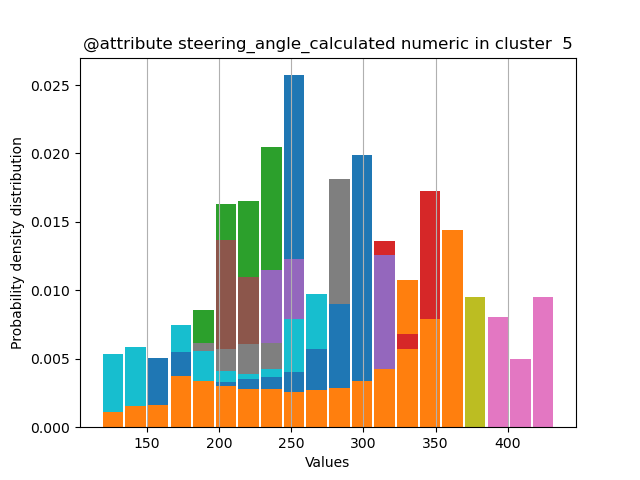 @attribute steering_angle_calculated numeric in cluster  5
Probability density distribution
0.025
0.020
0.015
0.010
0.005
0.000
150 200 250 300 350 400
Values